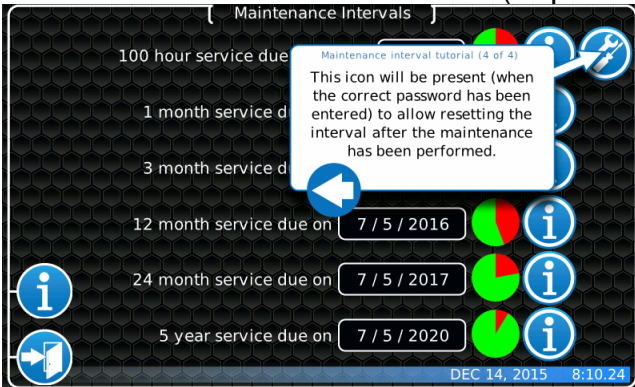 Maintenance Intervals
100 hour service due
Maintenance interval tutorial (4 of 4)
This icon will be present (when
the correct password has been
entered) to allow resetting the
interval after the maintenance
has been performed.
1 month service d
3 month service d
12 month service due on 7 / 5 / 2016
24 month service due on 7 / 5 / 2017
5 year service due on 7 / 5 / 2020
DEC 14, 2015 8:10.24